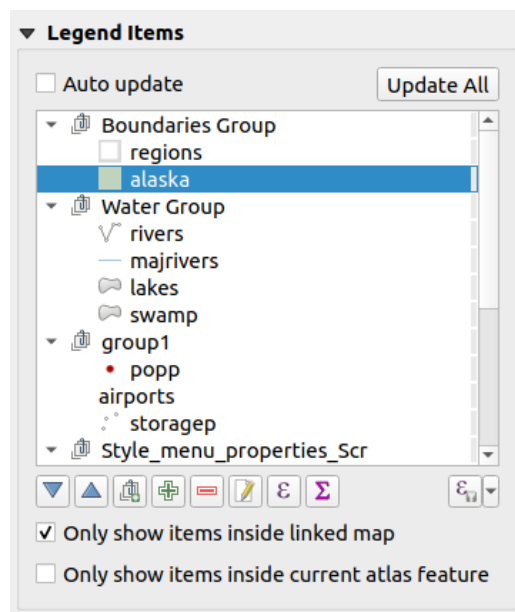 Legend Items
Auto update
Update All
Boundaries Group
regions
alaska
Water Group
rivers
majrivers
lakes
swamp
group1
popp
airports
storagep
Style_menu_properties_Scr
ε Σ ε
Only show items inside linked map
Only show items inside current atlas feature